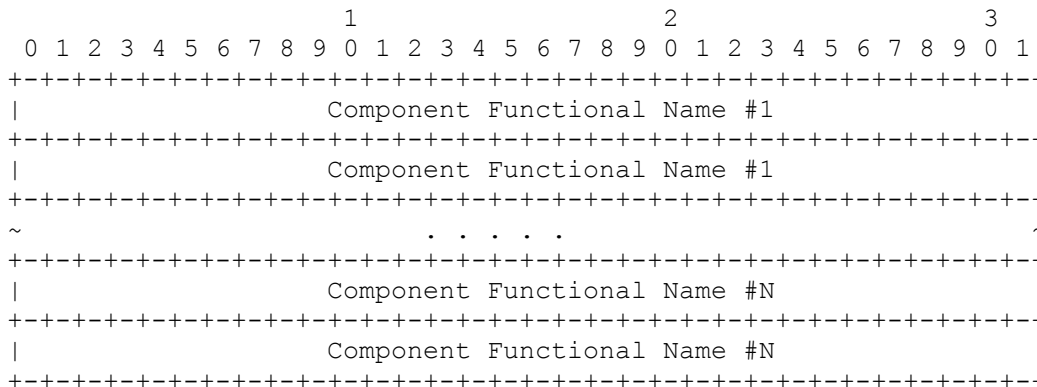 1                   2                   3
 0 1 2 3 4 5 6 7 8 9 0 1 2 3 4 5 6 7 8 9 0 1 2 3 4 5 6 7 8 9 0 1
+-+-+-+-+-+-+-+-+-+-+-+-+-+-+-+-+-+-+-+-+-+-+-+-+-+-+-+-+-+-+-+-+
|                   Component Functional Name #1
+-+-+-+-+-+-+-+-+-+-+-+-+-+-+-+-+-+-+-+-+-+-+-+-+-+-+-+-+-+-+-+-+
|                   Component Functional Name #1
+-+-+-+-+-+-+-+-+-+-+-+-+-+-+-+-+-+-+-+-+-+-+-+-+-+-+-+-+-+-+-+-+
~                         . . . . .                             ~
+-+-+-+-+-+-+-+-+-+-+-+-+-+-+-+-+-+-+-+-+-+-+-+-+-+-+-+-+-+-+-+-+
|                   Component Functional Name #N
+-+-+-+-+-+-+-+-+-+-+-+-+-+-+-+-+-+-+-+-+-+-+-+-+-+-+-+-+-+-+-+-+
|                   Component Functional Name #N
+-+-+-+-+-+-+-+-+-+-+-+-+-+-+-+-+-+-+-+-+-+-+-+-+-+-+-+-+-+-+-+-+